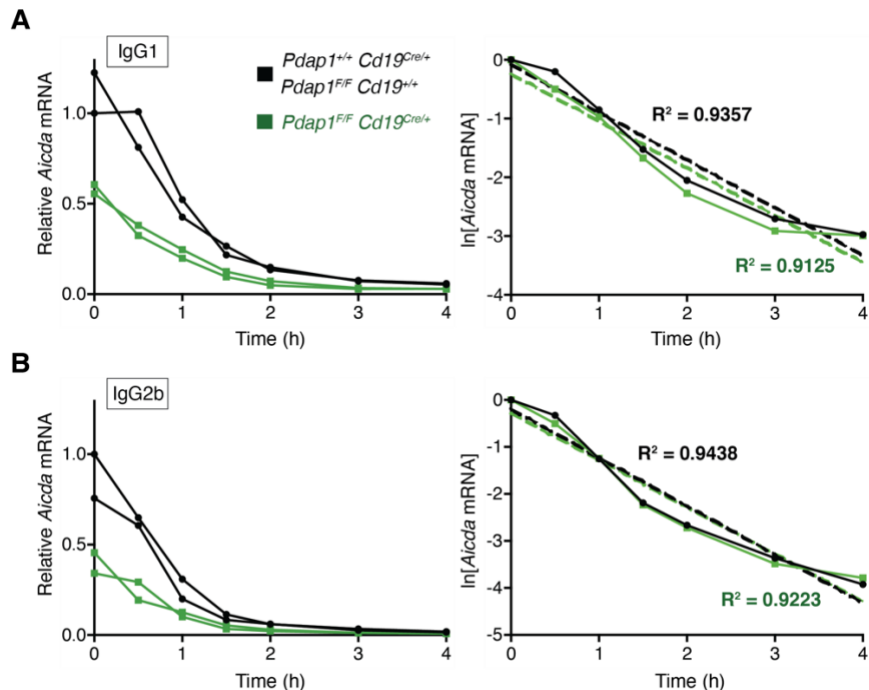 A
IgG1
Pdap1+/+ Cd19Cre/+
Pdap1F/F Cd19+/+
Pdap1F/F Cd19Cre/+
Relative Aicda mRNA
1.0
0.5
0.0
0 1 2 3 4
Time (h)
ln[Aicda mRNA]
0
-1
-2
-3
-4
R² = 0.9357
R² = 0.9125
0 1 2 3 4
Time (h)
B
IgG2b
Relative Aicda mRNA
1.0
0.5
0.0
0 1 2 3 4
Time (h)
ln[Aicda mRNA]
0
-1
-2
-3
-4
-5
R² = 0.9438
R² = 0.9223
0 1 2 3 4
Time (h)